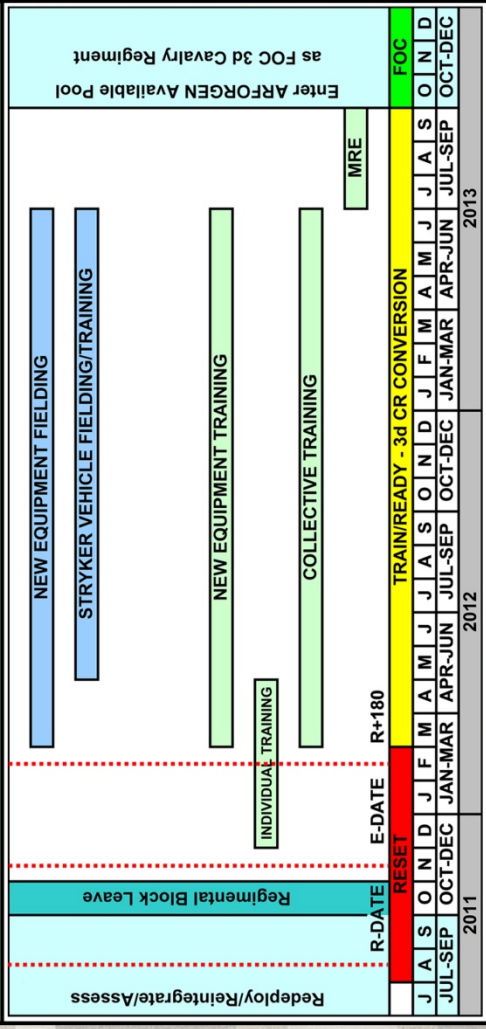 Redeploy/Reintegrate/Assess
Regimental Block Leave
Enter ARFORGEN Available Pool
as FOC 3d Cavalry Regiment
NEW EQUIPMENT FIELDING
STRYKER VEHICLE FIELDING/TRAINING
NEW EQUIPMENT TRAINING
INDIVIDUAL TRAINING
COLLECTIVE TRAINING
MRE
R-DATE E-DATE R+180
RESET TRAIN/READY - 3d CR CONVERSION FOC
J A S O N D J F M A M J J A S O N D J F M A M J J A S O N D
JUL-SEP OCT-DEC JAN-MAR APR-JUN JUL-SEP OCT-DEC JAN-MAR APR-JUN JUL-SEP OCT-DEC
2011 2012 2013